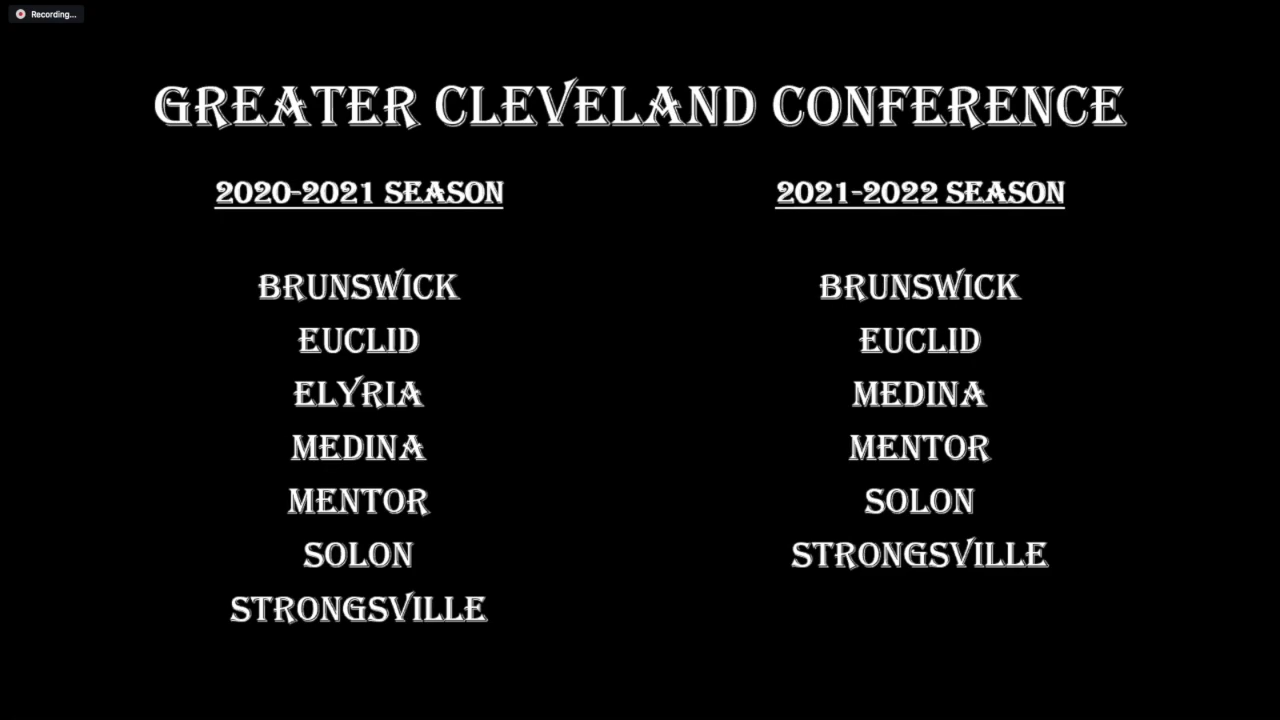 Recording...
GREATER CLEVELAND CONFERENCE
2020-2021 SEASON
BRUNSWICK
EUCLID
ELYRIA
MEDINA
MENTOR
SOLON
STRONGSVILLE
2021-2022 SEASON
BRUNSWICK
EUCLID
MEDINA
MENTOR
SOLON
STRONGSVILLE